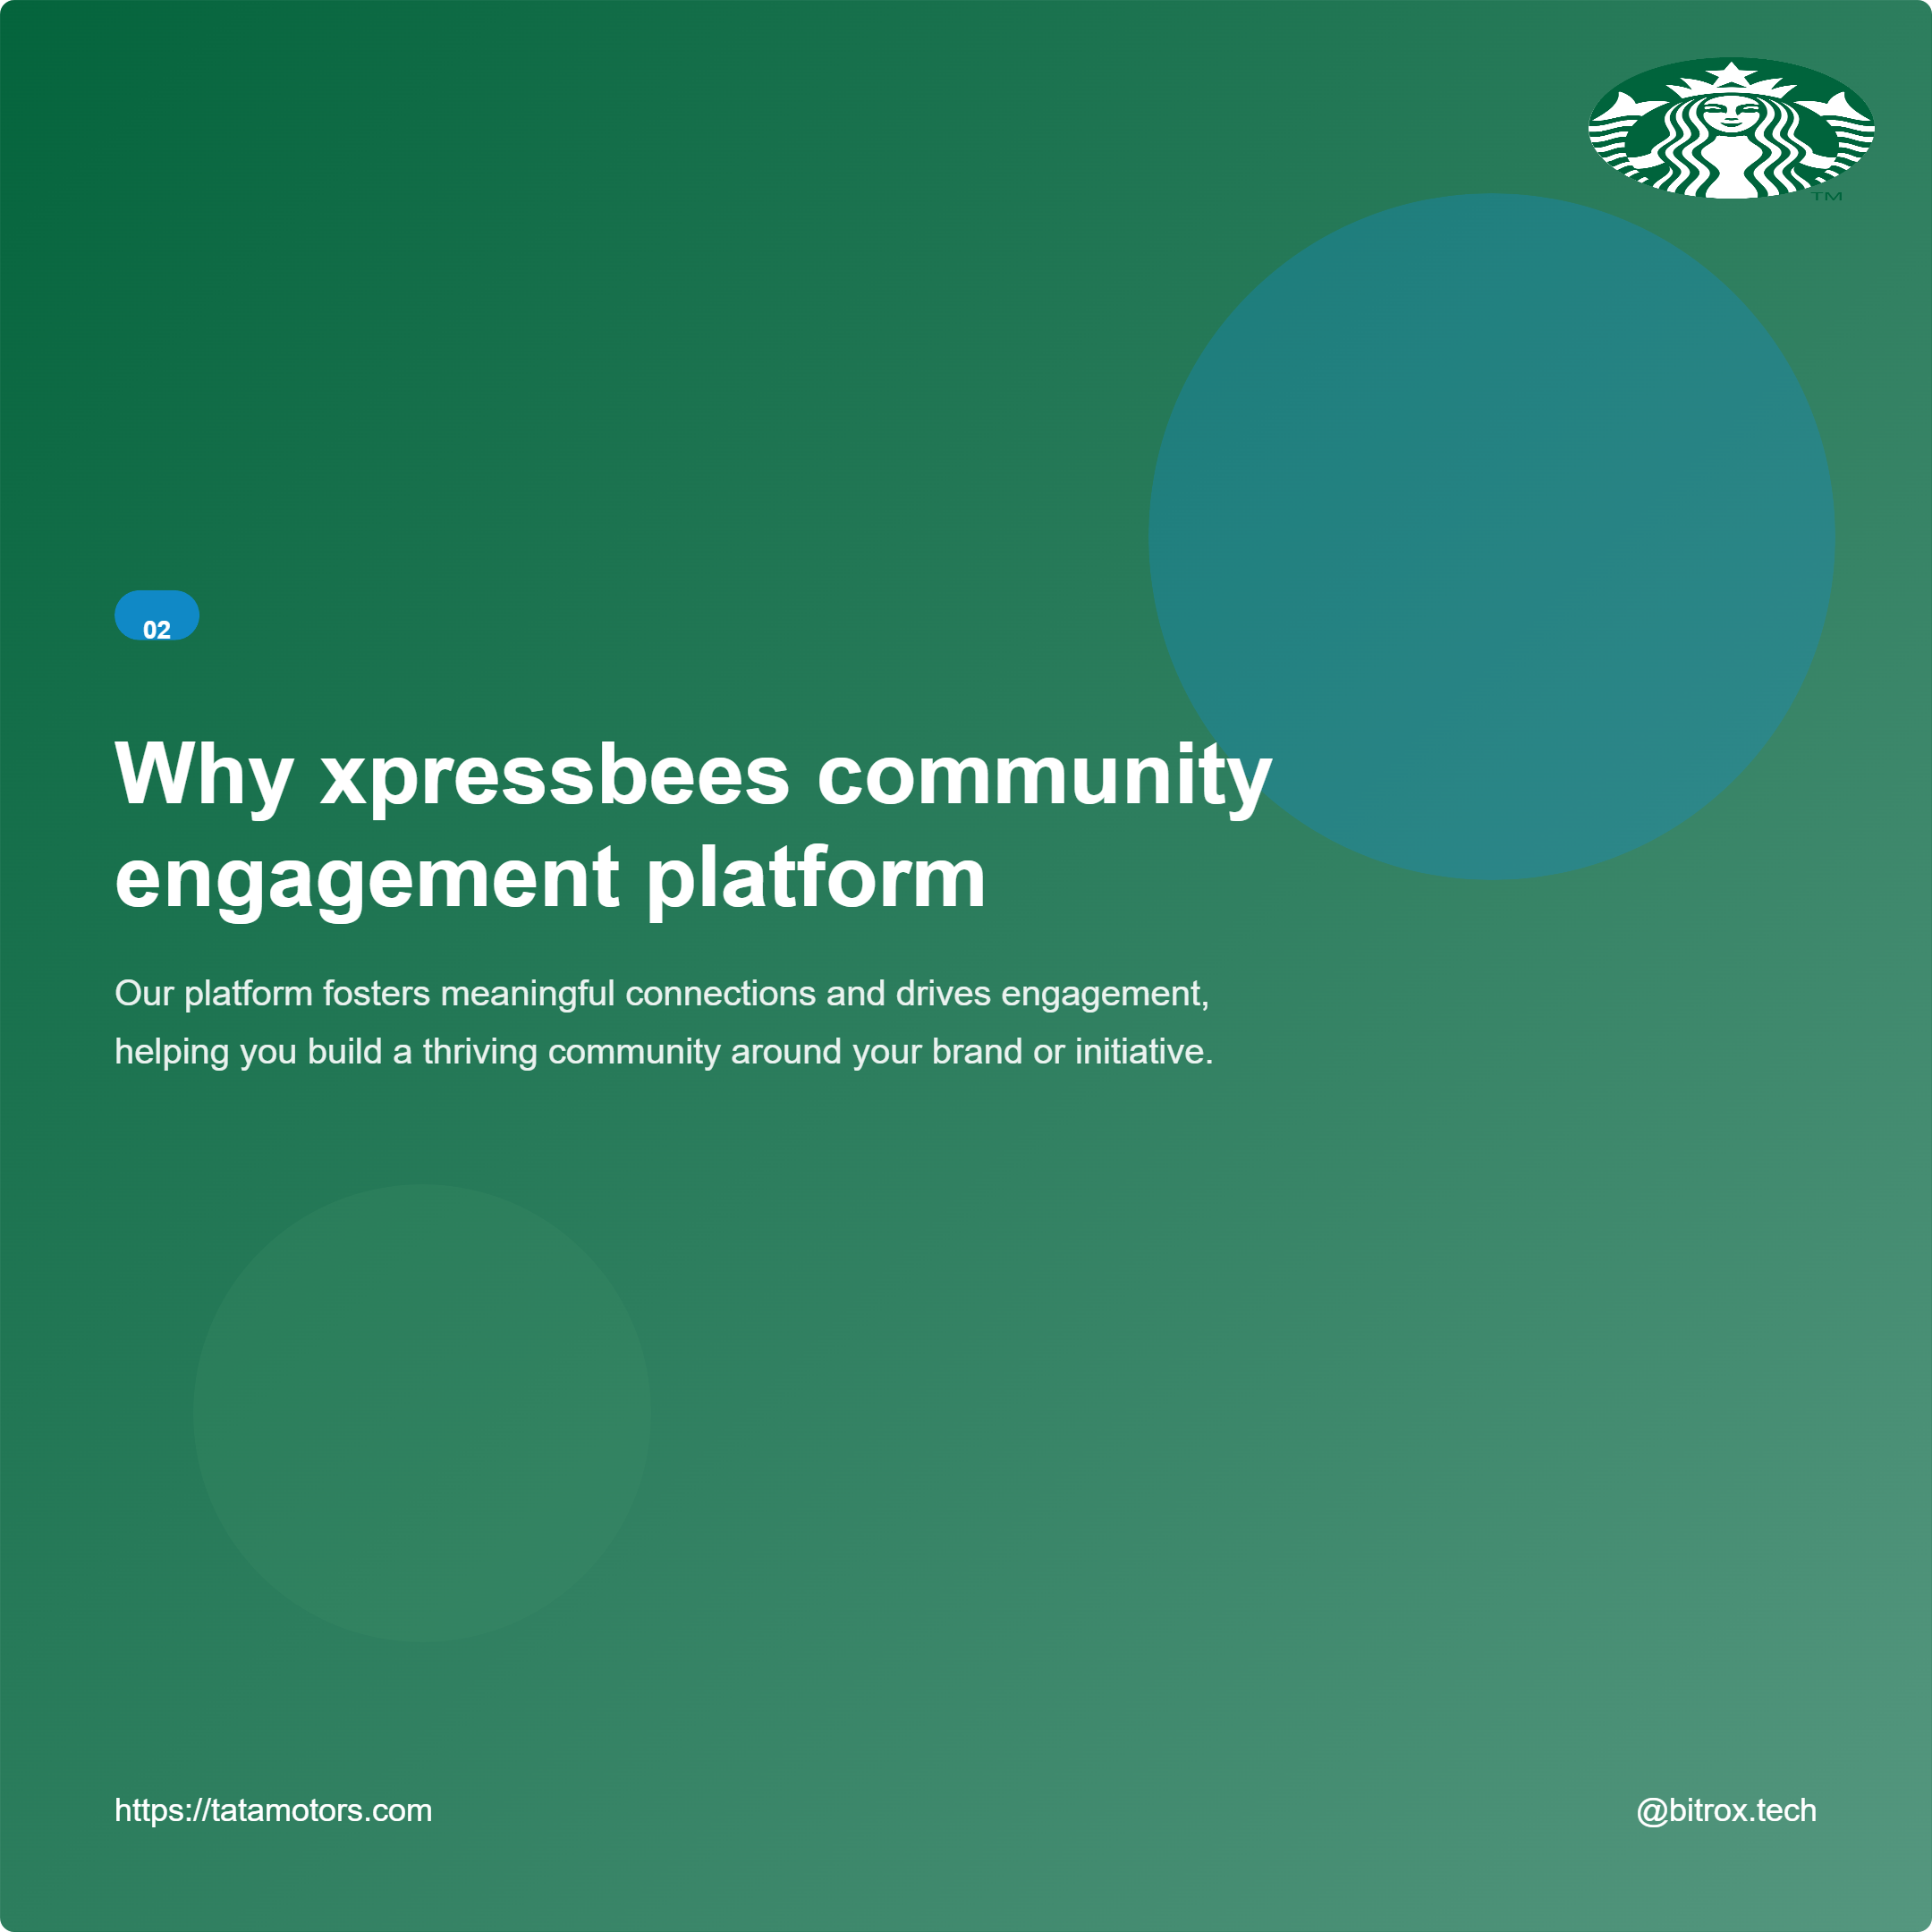 TM
02
Why xpressbees community
engagement platform
Our platform fosters meaningful connections and drives engagement,
helping you build a thriving community around your brand or initiative.
https://tatamotors.com
@bitrox.tech